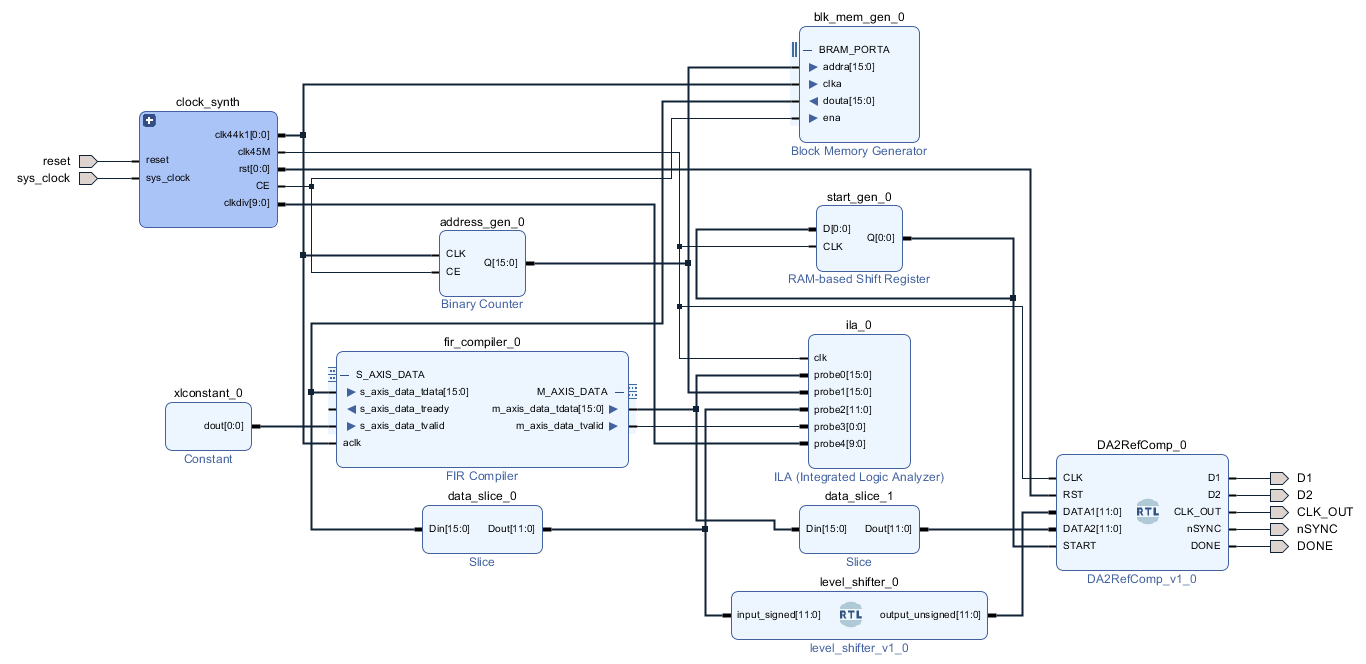 blk_mem_gen_0
BRAM_PORTA
addra[15:0]
clka
douta[15:0]
ena
Block Memory Generator
clock_synth
clk44k1[0:0]
clk45M
reset
reset
rst[0:0]
sys_clock
sys_clock
CE
clkdiv[9:0]
start_gen_0
D[0:0]
Q[0:0]
CLK
RAM-based Shift Register
address_gen_0
CLK
Q[15:0]
CE
Binary Counter
ila_0
clk
probe0[15:0]
probe1[15:0]
probe2[11:0]
probe3[0:0]
probe4[9:0]
ILA (Integrated Logic Analyzer)
fir_compiler_0
S_AXIS_DATA
M_AXIS_DATA
s_axis_data_tdata[15:0]
s_axis_data_tready
m_axis_data_tdata[15:0]
s_axis_data_tvalid
m_axis_data_tvalid
aclk
FIR Compiler
xlconstant_0
dout[0:0]
Constant
DA2RefComp_0
CLK
D1
D1
RST
D2
D2
DATA1[11:0]
RTL
CLK_OUT
CLK_OUT
DATA2[11:0]
nSYNC
nSYNC
START
DONE
DONE
DA2RefComp_v1_0
data_slice_0
Din[15:0]
Dout[11:0]
Slice
data_slice_1
Din[15:0]
Dout[11:0]
Slice
level_shifter_0
input_signed[11:0]
RTL
output_unsigned[11:0]
level_shifter_v1_0